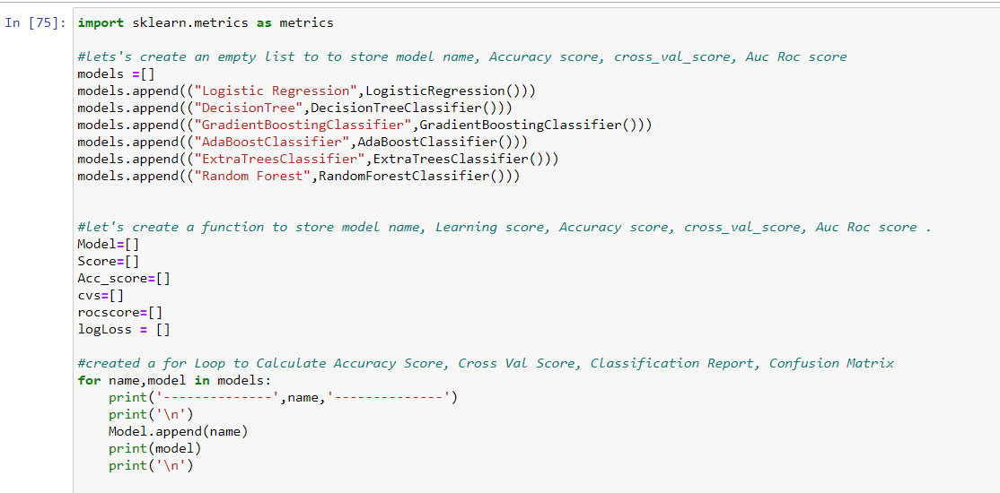 In [75]: import sklearn.metrics as metrics
#lets's create an empty list to to store model name, Accuracy score, cross_val_score, Auc Roc score
models =[]
models.append(("Logistic Regression",LogisticRegression()))
models.append(("DecisionTree",DecisionTreeClassifier()))
models.append(("GradientBoostingClassifier",GradientBoostingClassifier()))
models.append(("AdaBoostClassifier",AdaBoostClassifier()))
models.append(("ExtraTreesClassifier",ExtraTreesClassifier()))
models.append(("Random Forest",RandomForestClassifier()))
#let's create a function to store model name, Learning score, Accuracy score, cross_val_score, Auc Roc score .
Model=[]
Score=[]
Acc_score=[]
cvs=[]
rocscore=[]
logLoss = []
#created a for Loop to Calculate Accuracy Score, Cross Val Score, Classification Report, Confusion Matrix
for name,model in models:
    print('--------------',name,'--------------')
    print('\n')
    Model.append(name)
    print(model)
    print('\n')